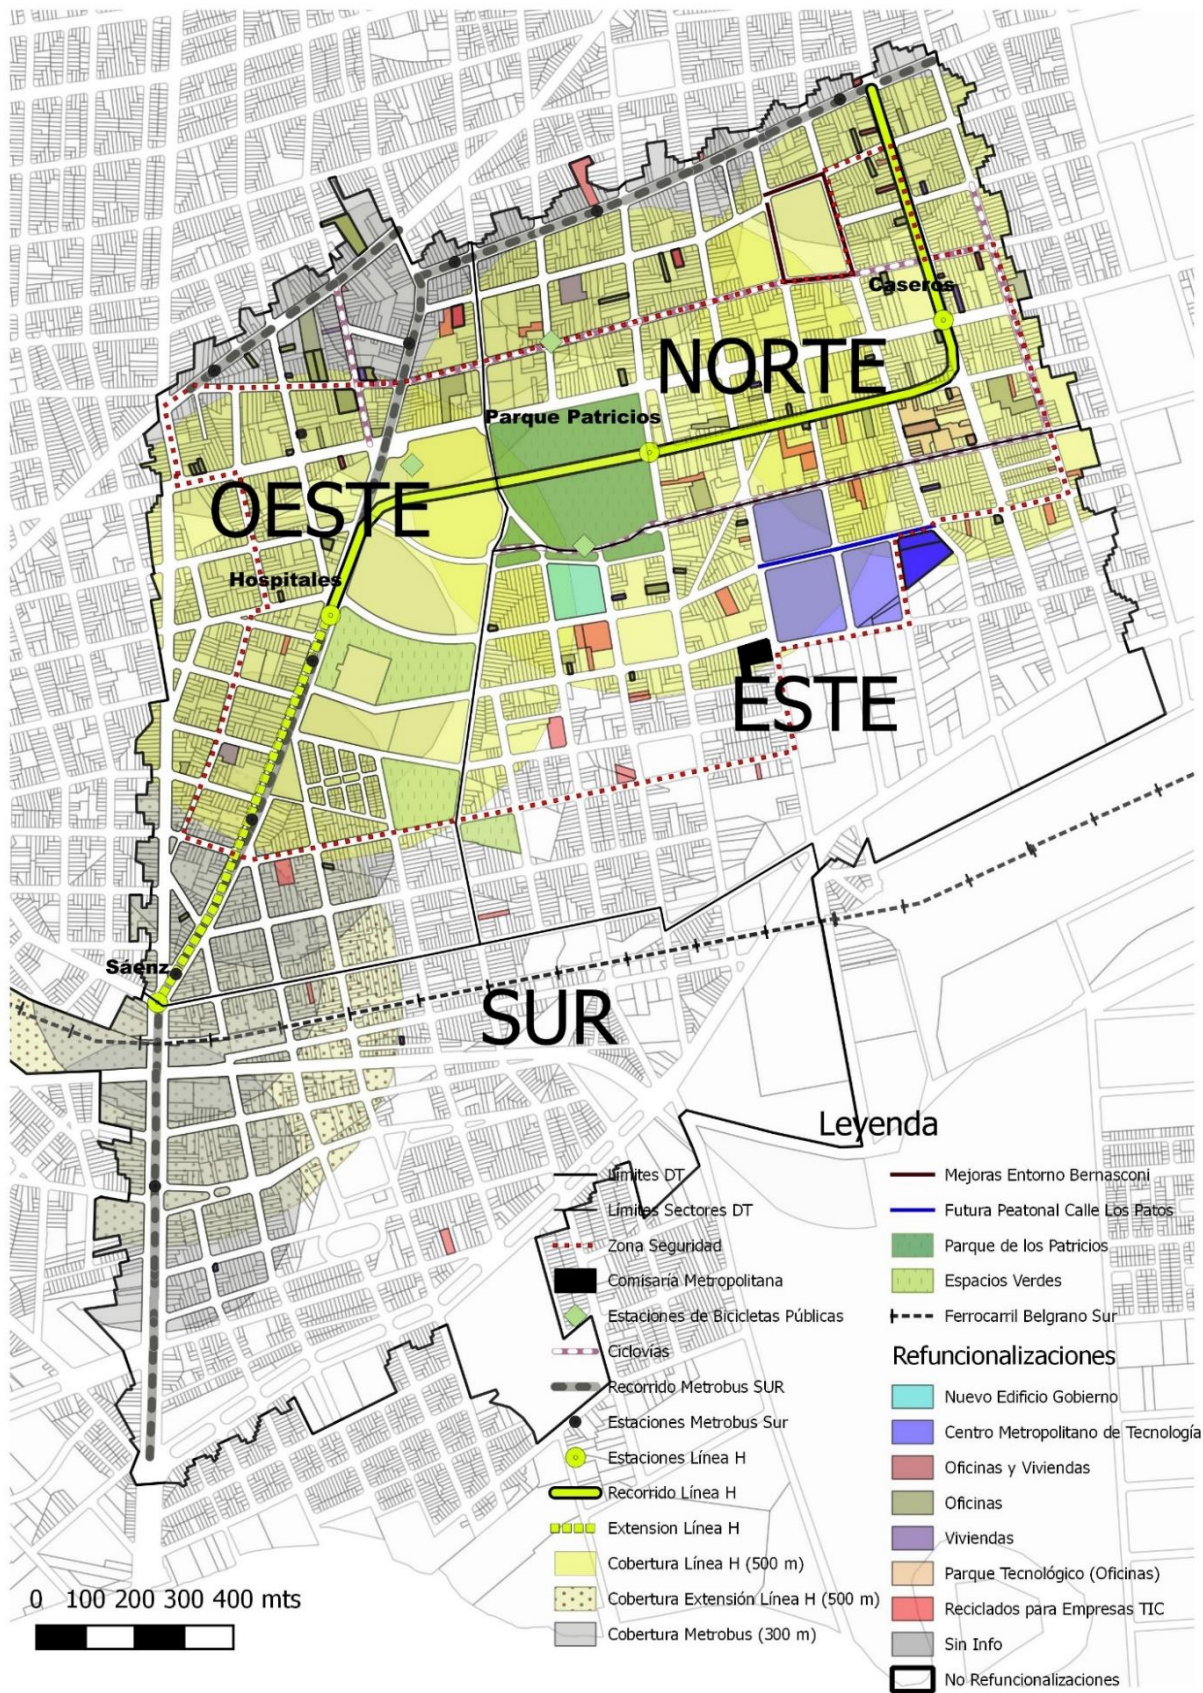 Caseros
NORTE
Parque Patricios
OESTE
Hospitales
ESTE
Sáenz
SUR
Leyenda
Límites DT
Límites Sectores DT
Zona Seguridad
Comisaría Metropolitana
Estaciones de Bicicletas Públicas
Ciclovías
Recorrido Metrobus SUR
Estaciones Metrobus Sur
Estaciones Línea H
Recorrido Línea H
Extension Línea H
Cobertura Línea H (500 m)
Cobertura Extensión Línea H (500 m)
Cobertura Metrobus (300 m)
Mejoras Entorno Bernasconi
Futura Peatonal Calle Los Patos
Parque de los Patricios
Espacios Verdes
Ferrocarril Belgrano Sur
Refuncionalizaciones
Nuevo Edificio Gobierno
Centro Metropolitano de Tecnología
Oficinas y Viviendas
Oficinas
Viviendas
Parque Tecnológico (Oficinas)
Reciclados para Empresas TIC
Sin Info
No Refuncionalizaciones
0 100 200 300 400 mts